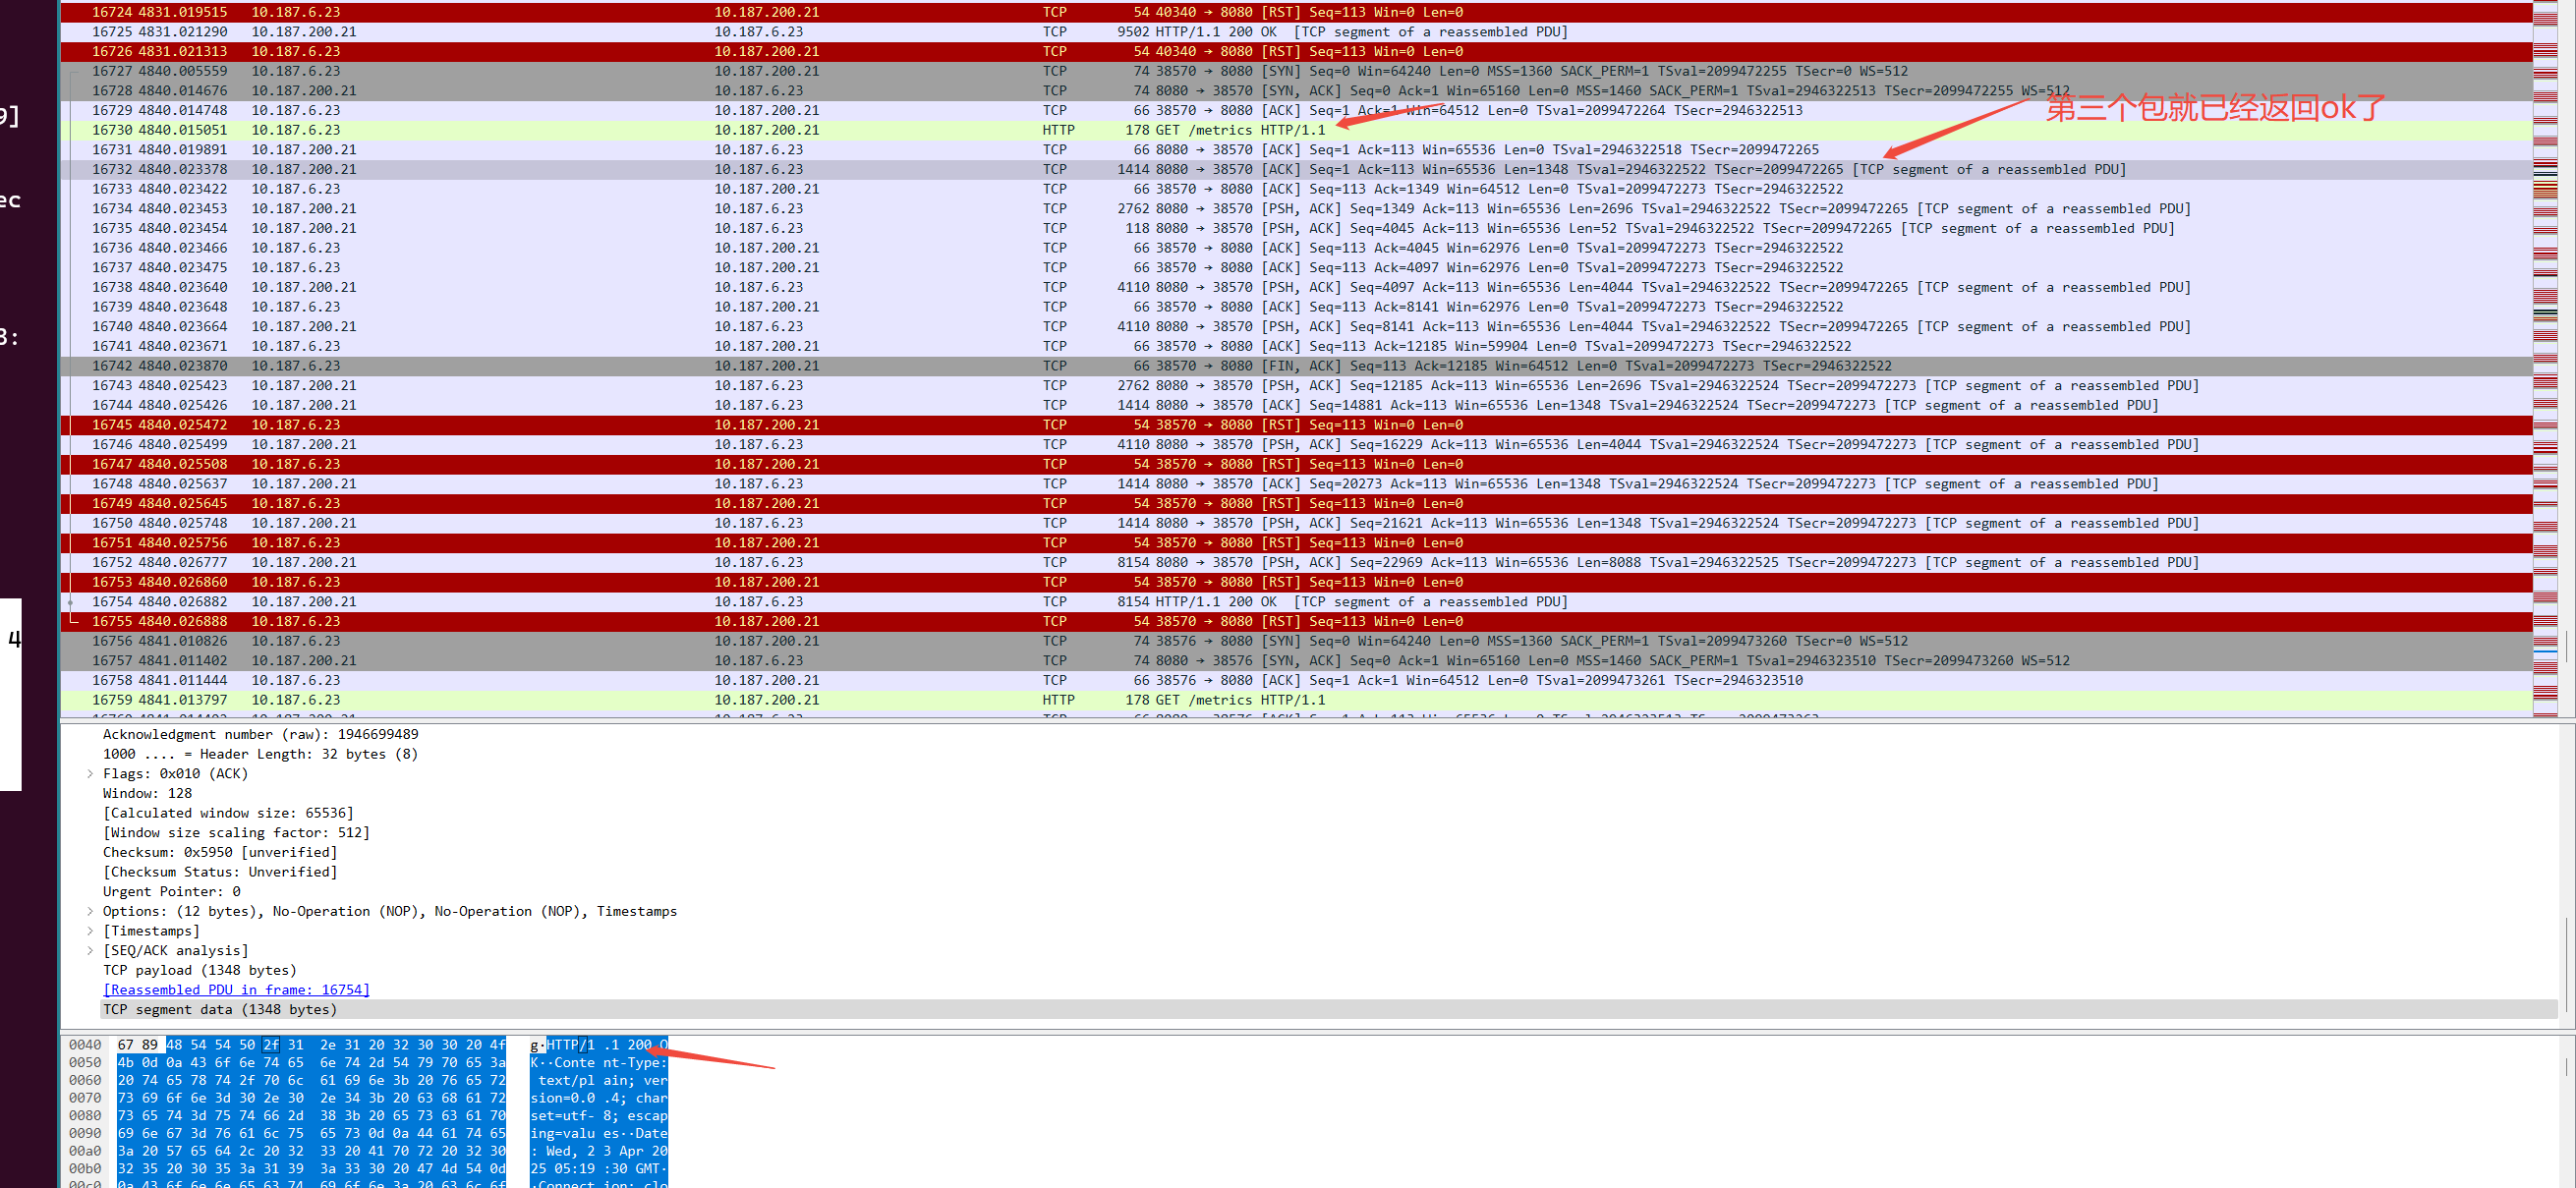 16724 4831.019515 10.187.6.23 10.187.200.21 TCP 54 40340 → 8080 [RST] Seq=113 Win=0 Len=0
16725 4831.021290 10.187.200.21 10.187.6.23 TCP 9502 HTTP/1.1 200 OK [TCP segment of a reassembled PDU]
16726 4831.021313 10.187.6.23 10.187.200.21 TCP 54 40340 → 8080 [RST] Seq=113 Win=0 Len=0
16727 4840.005559 10.187.6.23 10.187.200.21 TCP 74 38570 → 8080 [SYN] Seq=0 Win=64240 Len=0 MSS=1360 SACK_PERM=1 TSval=2099472255 TSecr=0 WS=512
16728 4840.014676 10.187.200.21 10.187.6.23 TCP 74 8080 → 38570 [SYN, ACK] Seq=0 Ack=1 Win=65160 Len=0 MSS=1460 SACK_PERM=1 TSval=2946322513 TSecr=2099472255 WS=512
16729 4840.014748 10.187.6.23 10.187.200.21 TCP 66 38570 → 8080 [ACK] Seq=1 Ack=1 Win=64512 Len=0 TSval=2099472264 TSecr=2946322513
第三个包就已经返回ok了
16730 4840.015051 10.187.6.23 10.187.200.21 HTTP 178 GET /metrics HTTP/1.1
16731 4840.019891 10.187.200.21 10.187.6.23 TCP 66 8080 → 38570 [ACK] Seq=1 Ack=113 Win=65536 Len=0 TSval=2946322518 TSecr=2099472265
16732 4840.023378 10.187.200.21 10.187.6.23 TCP 1414 8080 → 38570 [ACK] Seq=1 Ack=113 Win=65536 Len=1348 TSval=2946322522 TSecr=2099472265 [TCP segment of a reassembled PDU]
16733 4840.023422 10.187.6.23 10.187.200.21 TCP 66 38570 → 8080 [ACK] Seq=113 Ack=1349 Win=64512 Len=0 TSval=2099472273 TSecr=2946322522
16734 4840.023453 10.187.200.21 10.187.6.23 TCP 2762 8080 → 38570 [PSH, ACK] Seq=1349 Ack=113 Win=65536 Len=2696 TSval=2946322522 TSecr=2099472265 [TCP segment of a reassembled PDU]
16735 4840.023454 10.187.200.21 10.187.6.23 TCP 118 8080 → 38570 [PSH, ACK] Seq=4045 Ack=113 Win=65536 Len=52 TSval=2946322522 TSecr=2099472265 [TCP segment of a reassembled PDU]
16736 4840.023466 10.187.6.23 10.187.200.21 TCP 66 38570 → 8080 [ACK] Seq=113 Ack=4045 Win=62976 Len=0 TSval=2099472273 TSecr=2946322522
16737 4840.023475 10.187.6.23 10.187.200.21 TCP 66 38570 → 8080 [ACK] Seq=113 Ack=4097 Win=62976 Len=0 TSval=2099472273 TSecr=2946322522
16738 4840.023640 10.187.200.21 10.187.6.23 TCP 4110 8080 → 38570 [PSH, ACK] Seq=4097 Ack=113 Win=65536 Len=4044 TSval=2946322522 TSecr=2099472265 [TCP segment of a reassembled PDU]
16739 4840.023648 10.187.6.23 10.187.200.21 TCP 66 38570 → 8080 [ACK] Seq=113 Ack=8141 Win=62976 Len=0 TSval=2099472273 TSecr=2946322522
16740 4840.023664 10.187.200.21 10.187.6.23 TCP 4110 8080 → 38570 [PSH, ACK] Seq=8141 Ack=113 Win=65536 Len=4044 TSval=2946322522 TSecr=2099472265 [TCP segment of a reassembled PDU]
16741 4840.023671 10.187.6.23 10.187.200.21 TCP 66 38570 → 8080 [ACK] Seq=113 Ack=12185 Win=59904 Len=0 TSval=2099472273 TSecr=2946322522
16742 4840.023870 10.187.6.23 10.187.200.21 TCP 66 38570 → 8080 [FIN, ACK] Seq=113 Ack=12185 Win=64512 Len=0 TSval=2099472273 TSecr=2946322522
16743 4840.025423 10.187.200.21 10.187.6.23 TCP 2762 8080 → 38570 [PSH, ACK] Seq=12185 Ack=113 Win=65536 Len=2696 TSval=2946322524 TSecr=2099472273 [TCP segment of a reassembled PDU]
16744 4840.025426 10.187.200.21 10.187.6.23 TCP 1414 8080 → 38570 [ACK] Seq=14881 Ack=113 Win=65536 Len=1348 TSval=2946322524 TSecr=2099472273 [TCP segment of a reassembled PDU]
16745 4840.025472 10.187.6.23 10.187.200.21 TCP 54 38570 → 8080 [RST] Seq=113 Win=0 Len=0
16746 4840.025499 10.187.200.21 10.187.6.23 TCP 4110 8080 → 38570 [PSH, ACK] Seq=16229 Ack=113 Win=65536 Len=4044 TSval=2946322524 TSecr=2099472273 [TCP segment of a reassembled PDU]
16747 4840.025508 10.187.6.23 10.187.200.21 TCP 54 38570 → 8080 [RST] Seq=113 Win=0 Len=0
16748 4840.025637 10.187.200.21 10.187.6.23 TCP 1414 8080 → 38570 [ACK] Seq=20273 Ack=113 Win=65536 Len=1348 TSval=2946322524 TSecr=2099472273 [TCP segment of a reassembled PDU]
16749 4840.025645 10.187.6.23 10.187.200.21 TCP 54 38570 → 8080 [RST] Seq=113 Win=0 Len=0
16750 4840.025748 10.187.200.21 10.187.6.23 TCP 1414 8080 → 38570 [PSH, ACK] Seq=21621 Ack=113 Win=65536 Len=1348 TSval=2946322524 TSecr=2099472273 [TCP segment of a reassembled PDU]
16751 4840.025756 10.187.6.23 10.187.200.21 TCP 54 38570 → 8080 [RST] Seq=113 Win=0 Len=0
16752 4840.026777 10.187.200.21 10.187.6.23 TCP 8154 8080 → 38570 [PSH, ACK] Seq=22969 Ack=113 Win=65536 Len=8088 TSval=2946322525 TSecr=2099472273 [TCP segment of a reassembled PDU]
16753 4840.026860 10.187.6.23 10.187.200.21 TCP 54 38570 → 8080 [RST] Seq=113 Win=0 Len=0
16754 4840.026882 10.187.200.21 10.187.6.23 TCP 8154 HTTP/1.1 200 OK [TCP segment of a reassembled PDU]
16755 4840.026888 10.187.6.23 10.187.200.21 TCP 54 38570 → 8080 [RST] Seq=113 Win=0 Len=0
16756 4841.010826 10.187.6.23 10.187.200.21 TCP 74 38576 → 8080 [SYN] Seq=0 Win=64240 Len=0 MSS=1360 SACK_PERM=1 TSval=2099473260 TSecr=0 WS=512
16757 4841.011402 10.187.200.21 10.187.6.23 TCP 74 8080 → 38576 [SYN, ACK] Seq=0 Ack=1 Win=65160 Len=0 MSS=1460 SACK_PERM=1 TSval=2946323510 TSecr=2099473260 WS=512
16758 4841.011444 10.187.6.23 10.187.200.21 TCP 66 38576 → 8080 [ACK] Seq=1 Ack=1 Win=64512 Len=0 TSval=2099473261 TSecr=2946323510
16759 4841.013797 10.187.6.23 10.187.200.21 HTTP 178 GET /metrics HTTP/1.1
9]
ec
3:
4
Acknowledgment number (raw): 1946699489
1000 .... = Header Length: 32 bytes (8)
Flags: 0x010 (ACK)
Window: 128
[Calculated window size: 65536]
[Window size scaling factor: 512]
Checksum: 0x5950 [unverified]
[Checksum Status: Unverified]
Urgent Pointer: 0
Options: (12 bytes), No-Operation (NOP), No-Operation (NOP), Timestamps
[Timestamps]
[SEQ/ACK analysis]
TCP payload (1348 bytes)
[Reassembled PDU in frame: 16754]
TCP segment data (1348 bytes)
0040 67 89 48 54 54 50 2f 31 2e 31 20 32 30 30 20 4f g·HTTP/1 .1 200 O
0050 4b 0d 0a 43 6f 6e 74 65 6e 74 2d 54 79 70 65 3a K··Conte nt-Type:
0060 20 74 65 78 74 2f 70 6c 61 69 6e 3b 20 76 65 72 text/pl ain; ver
0070 73 69 6f 6e 3d 30 2e 30 2e 34 3b 20 63 68 61 72 sion=0.0 .4; char
0080 73 65 74 3d 75 74 66 2d 38 3b 20 65 73 63 61 70 set=utf- 8; escap
0090 69 6e 67 3d 76 61 6c 75 65 73 0d 0a 44 61 74 65 ing=valu es··Date
00a0 3a 20 57 65 64 2c 20 32 33 20 41 70 72 20 32 30 : Wed, 2 3 Apr 20
00b0 32 35 20 30 35 3a 31 39 3a 33 30 20 47 4d 54 0d 25 05:19 :30 GMT·